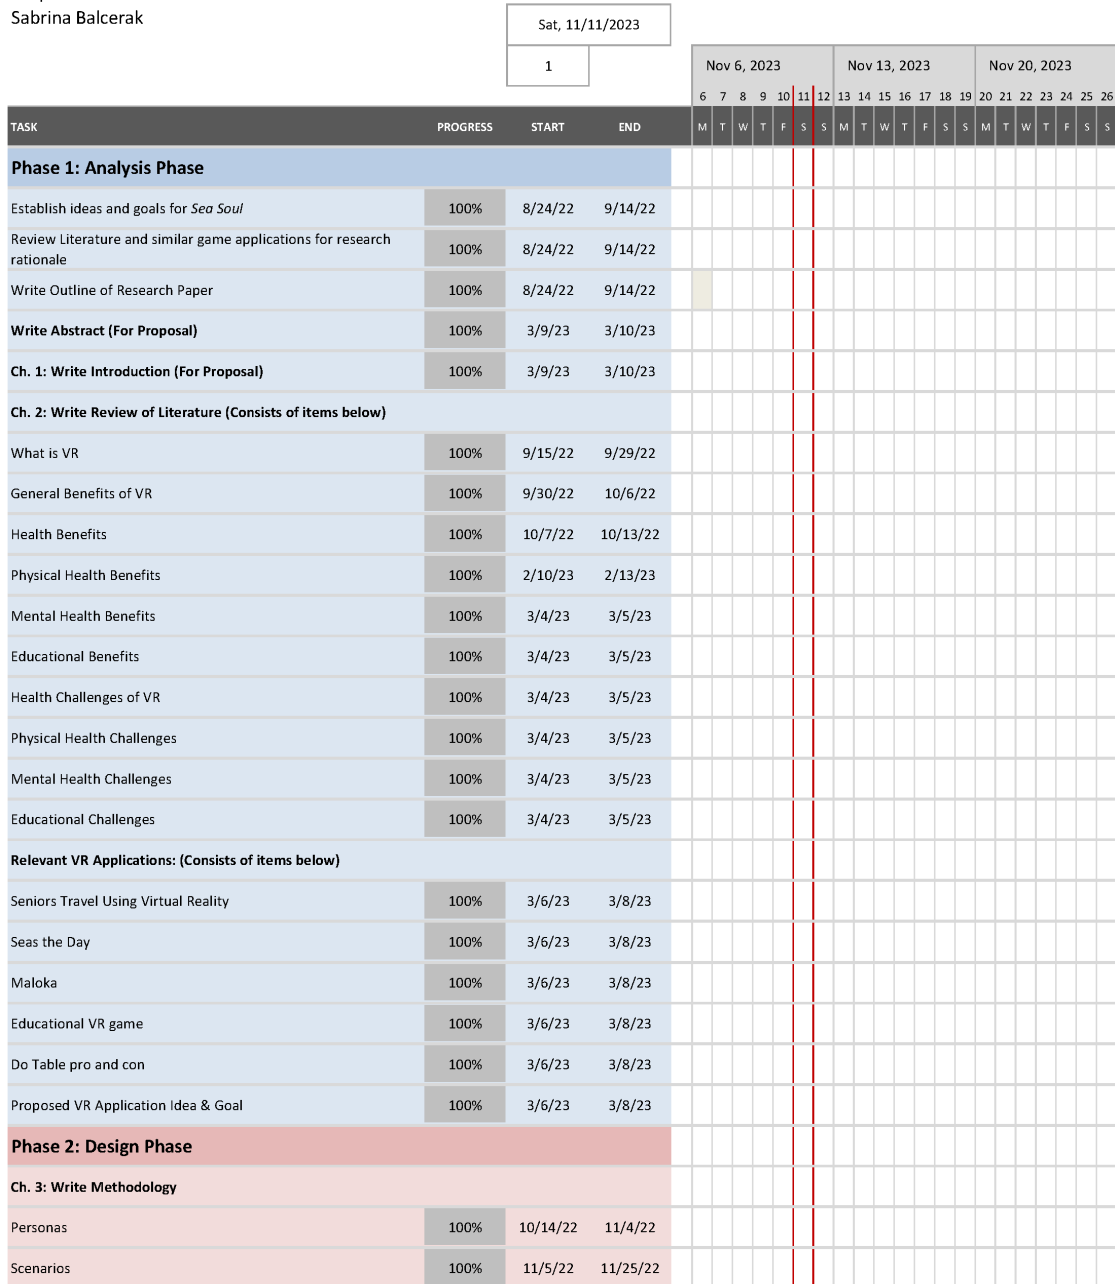 Sabrina Balcerak
Sat, 11/11/2023
1
Nov 6, 2023 Nov 13, 2023 Nov 20, 2023
6 7 8 9 10 11 12 13 14 15 16 17 18 19 20 21 22 23 24 25 26
TASK PROGRESS START END M T W T F S S M T W T F S S M T W T F S S
Phase 1: Analysis Phase
Establish ideas and goals for Sea Soul 100% 8/24/22 9/14/22
Review Literature and similar game applications for research
rationale 100% 8/24/22 9/14/22
Write Outline of Research Paper 100% 8/24/22 9/14/22
Write Abstract (For Proposal) 100% 3/9/23 3/10/23
Ch. 1: Write Introduction (For Proposal) 100% 3/9/23 3/10/23
Ch. 2: Write Review of Literature (Consists of items below)
What is VR 100% 9/15/22 9/29/22
General Benefits of VR 100% 9/30/22 10/6/22
Health Benefits 100% 10/7/22 10/13/22
Physical Health Benefits 100% 2/10/23 2/13/23
Mental Health Benefits 100% 3/4/23 3/5/23
Educational Benefits 100% 3/4/23 3/5/23
Health Challenges of VR 100% 3/4/23 3/5/23
Physical Health Challenges 100% 3/4/23 3/5/23
Mental Health Challenges 100% 3/4/23 3/5/23
Educational Challenges 100% 3/4/23 3/5/23
Relevant VR Applications: (Consists of items below)
Seniors Travel Using Virtual Reality 100% 3/6/23 3/8/23
Seas the Day 100% 3/6/23 3/8/23
Maloka 100% 3/6/23 3/8/23
Educational VR game 100% 3/6/23 3/8/23
Do Table pro and con 100% 3/6/23 3/8/23
Proposed VR Application Idea & Goal 100% 3/6/23 3/8/23
Phase 2: Design Phase
Ch. 3: Write Methodology
Personas 100% 10/14/22 11/4/22
Scenarios 100% 11/5/22 11/25/22